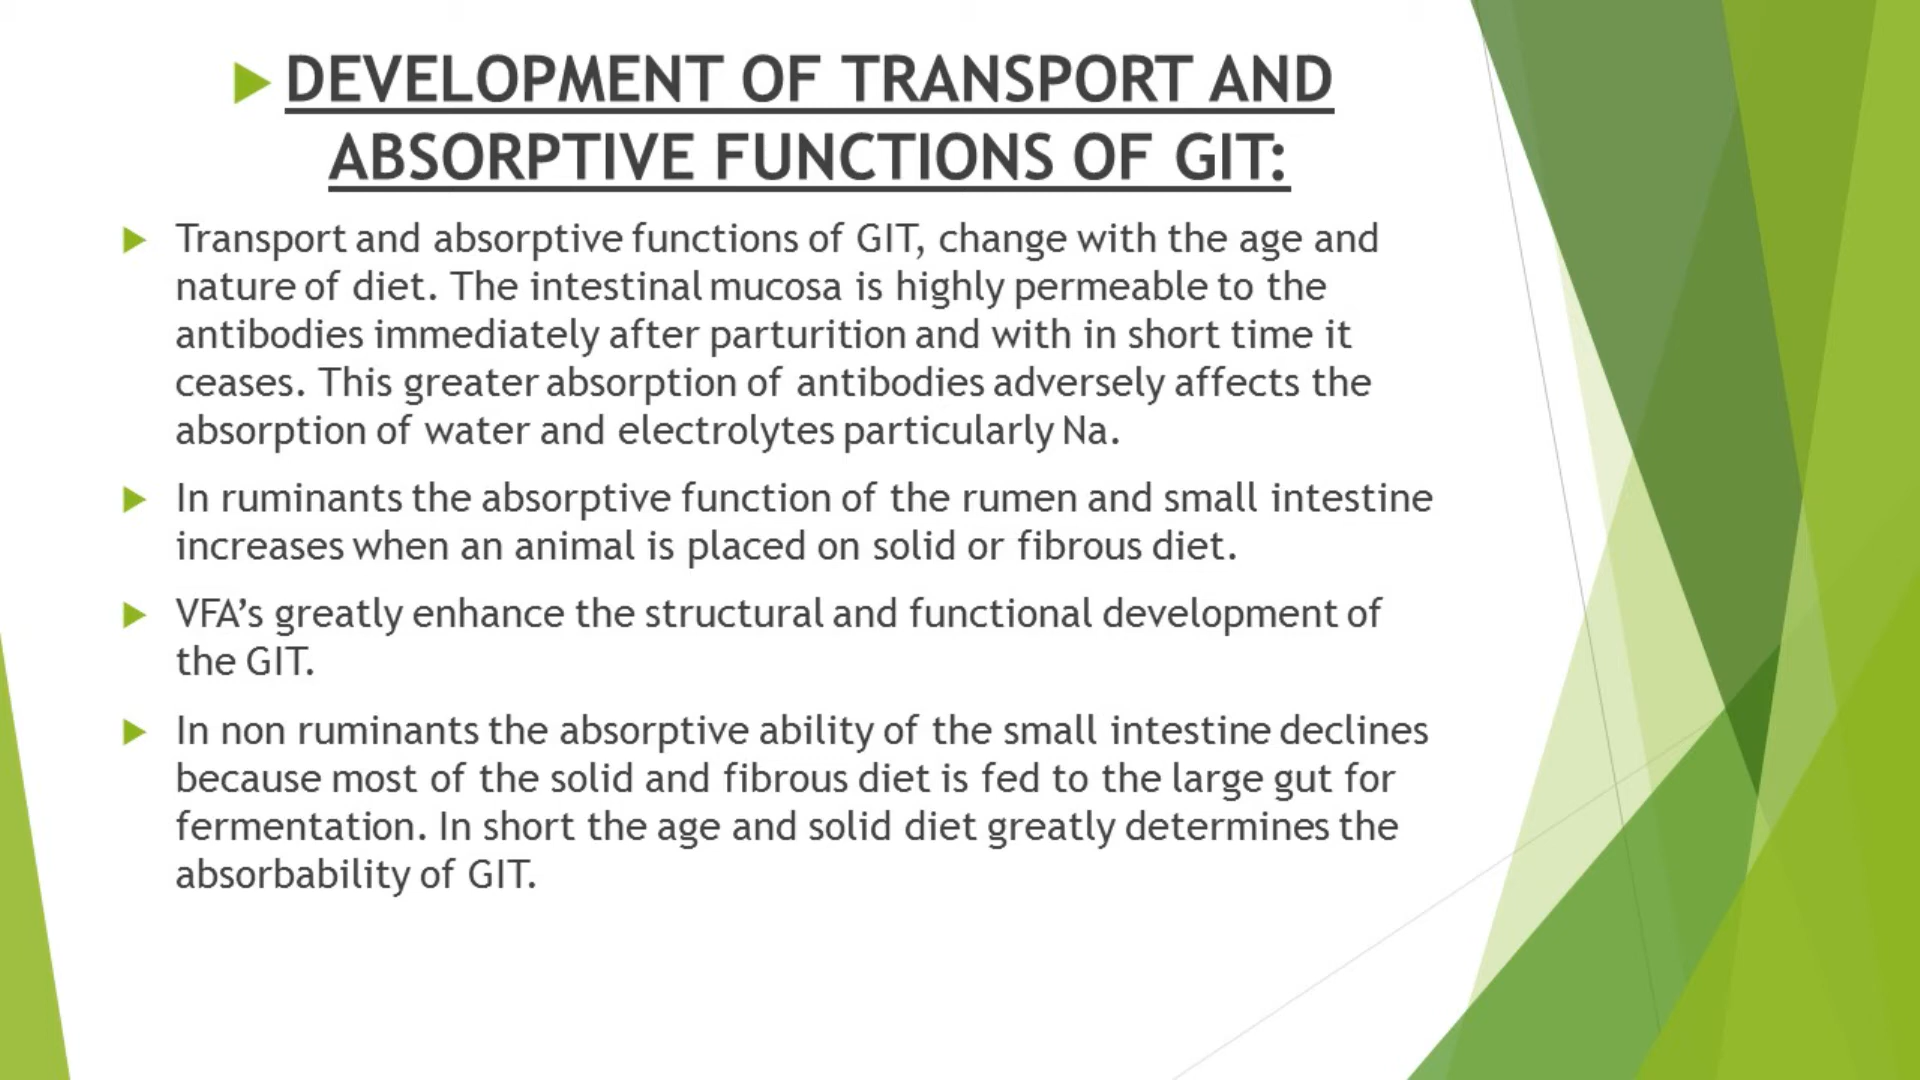 DEVELOPMENT OF TRANSPORT AND
ABSORPTIVE FUNCTIONS OF GIT:
Transport and absorptive functions of GIT, change with the age and
nature of diet. The intestinal mucosa is highly permeable to the
antibodies immediately after parturition and with in short time it
ceases. This greater absorption of antibodies adversely affects the
absorption of water and electrolytes particularly Na.
In ruminants the absorptive function of the rumen and small intestine
increases when an animal is placed on solid or fibrous diet.
VFA’s greatly enhance the structural and functional development of
the GIT.
In non ruminants the absorptive ability of the small intestine declines
because most of the solid and fibrous diet is fed to the large gut for
fermentation. In short the age and solid diet greatly determines the
absorbability of GIT.